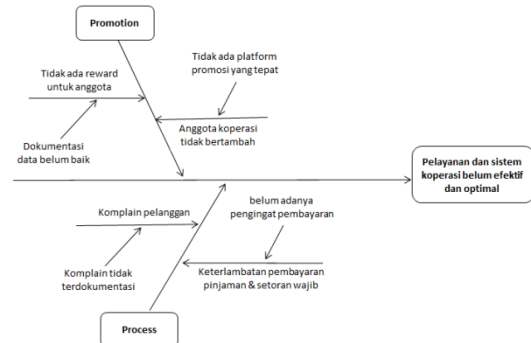 Promotion
Tidak ada platform
promosi yang tepat
Tidak ada reward
untuk anggota
Dokumentasi
data belum baik
Anggota koperasi
tidak bertambah
Pelayanan dan sistem
koperasi belum efektif
dan optimal
Komplain pelanggan
belum adanya
pengingat pembayaran
Komplain tidak
terdokumentasi
Keterlambatan pembayaran
pinjaman & setoran wajib
Process